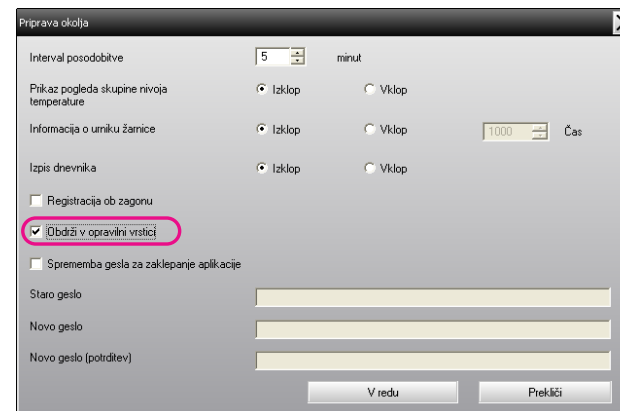 Priprava okolja
Interval posodobitve 5 minut
Prikaz pogleda skupine nivoja
temperature Izklop Vklop
Informacija o urniku žarnice Izklop Vklop 1000 Čas
Izpis dnevnika Izklop Vklop
Registracija ob zagonu
Obdrži v opravilni vrstici
Sprememba gesla za zaklepanje aplikacije
Staro geslo
Novo geslo
Novo geslo (potrditev)
V redu Prekliči